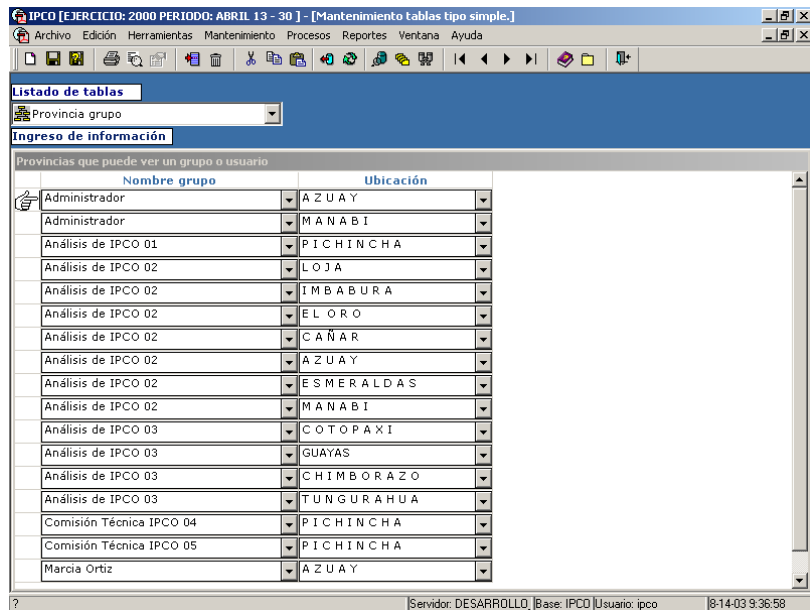 IPCO [EJERCICIO: 2000 PERIODO: ABRIL 13 - 30 ] - [Mantenimiento tablas tipo simple.]
Archivo Edición Herramientas Mantenimiento Procesos Reportes Ventana Ayuda
Listado de tablas
Provincia grupo
Ingreso de información
Provincias que puede ver un grupo o usuario
Nombre grupo Ubicación
Administrador A Z U A Y
Administrador M A N A B I
Análisis de IPCO 01 P I C H I N C H A
Análisis de IPCO 02 L O J A
Análisis de IPCO 02 I M B A B U R A
Análisis de IPCO 02 E L O R O
Análisis de IPCO 02 C A Ñ A R
Análisis de IPCO 02 A Z U A Y
Análisis de IPCO 02 E S M E R A L D A S
Análisis de IPCO 02 M A N A B I
Análisis de IPCO 03 C O T O P A X I
Análisis de IPCO 03 GUAYAS
Análisis de IPCO 03 C H I M B O R A Z O
Análisis de IPCO 03 T U N G U R A H U A
Comisión Técnica IPCO 04 P I C H I N C H A
Comisión Técnica IPCO 05 P I C H I N C H A
Marcia Ortiz A Z U A Y
? Servidor: DESARROLLO_ Base: IPCO Usuario: ipco 8-14-03 9:36:58